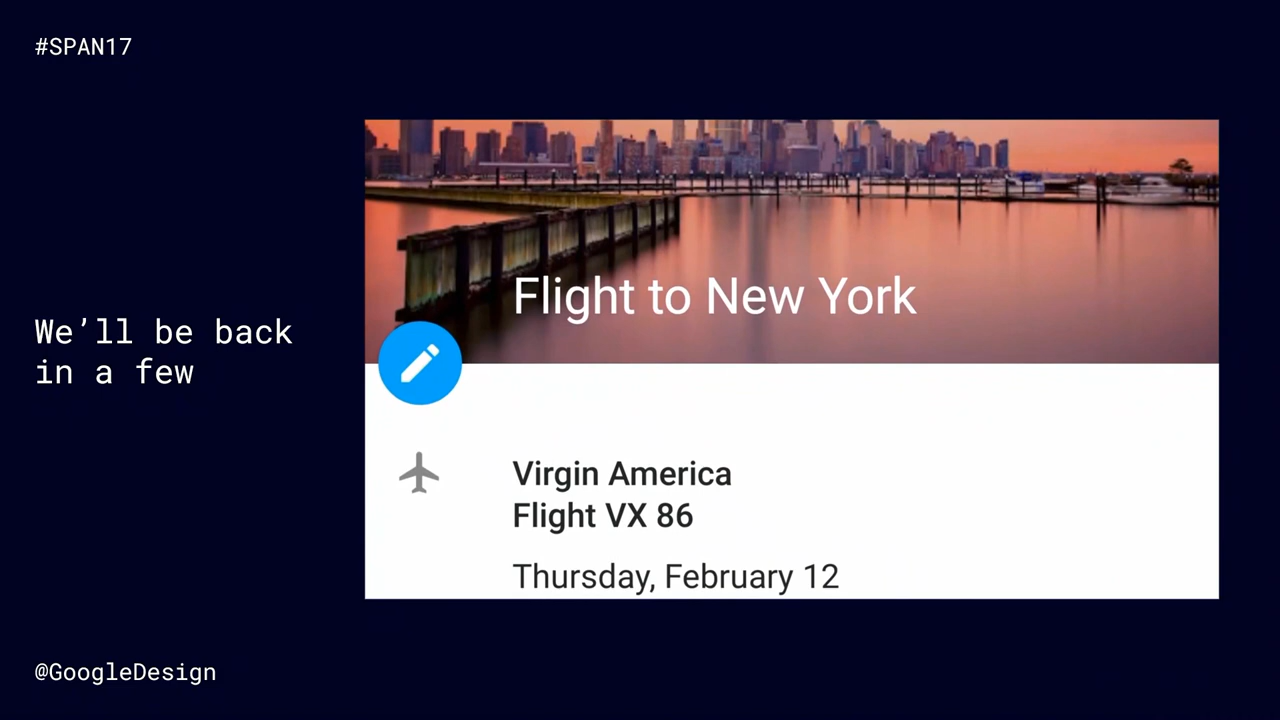 #SPAN17
We’ll be back
in a few
Flight to New York
Virgin America
Flight VX 86
Thursday, February 12
@GoogleDesign